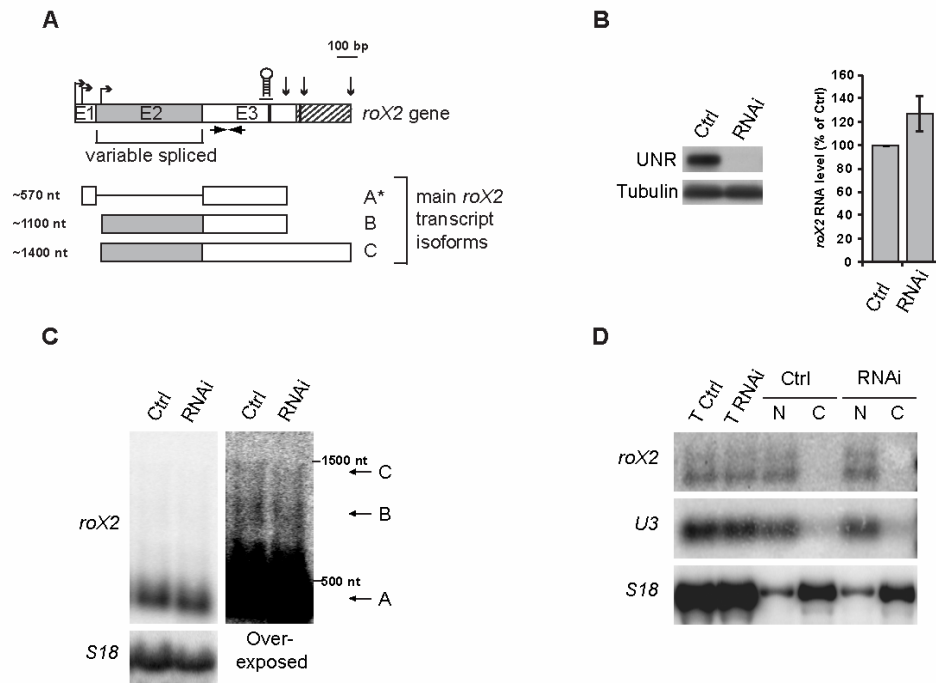 A
100 bp
E1 E2 E3
roX2 gene
variable spliced
~570 nt
A*
~1100 nt
B
~1400 nt
C
main roX2
transcript
isoforms
B
Ctrl RNAi
UNR
Tubulin
roX2 RNA level (% of Ctrl)
160
140
120
100
80
60
40
20
0
Ctrl RNAi
C
Ctrl RNAi Ctrl RNAi
1500 nt
C
B
500 nt
A
roX2
S18
Over-
exposed
D
T Ctrl T RNAi
Ctrl RNAi
N C N C
roX2
U3
S18